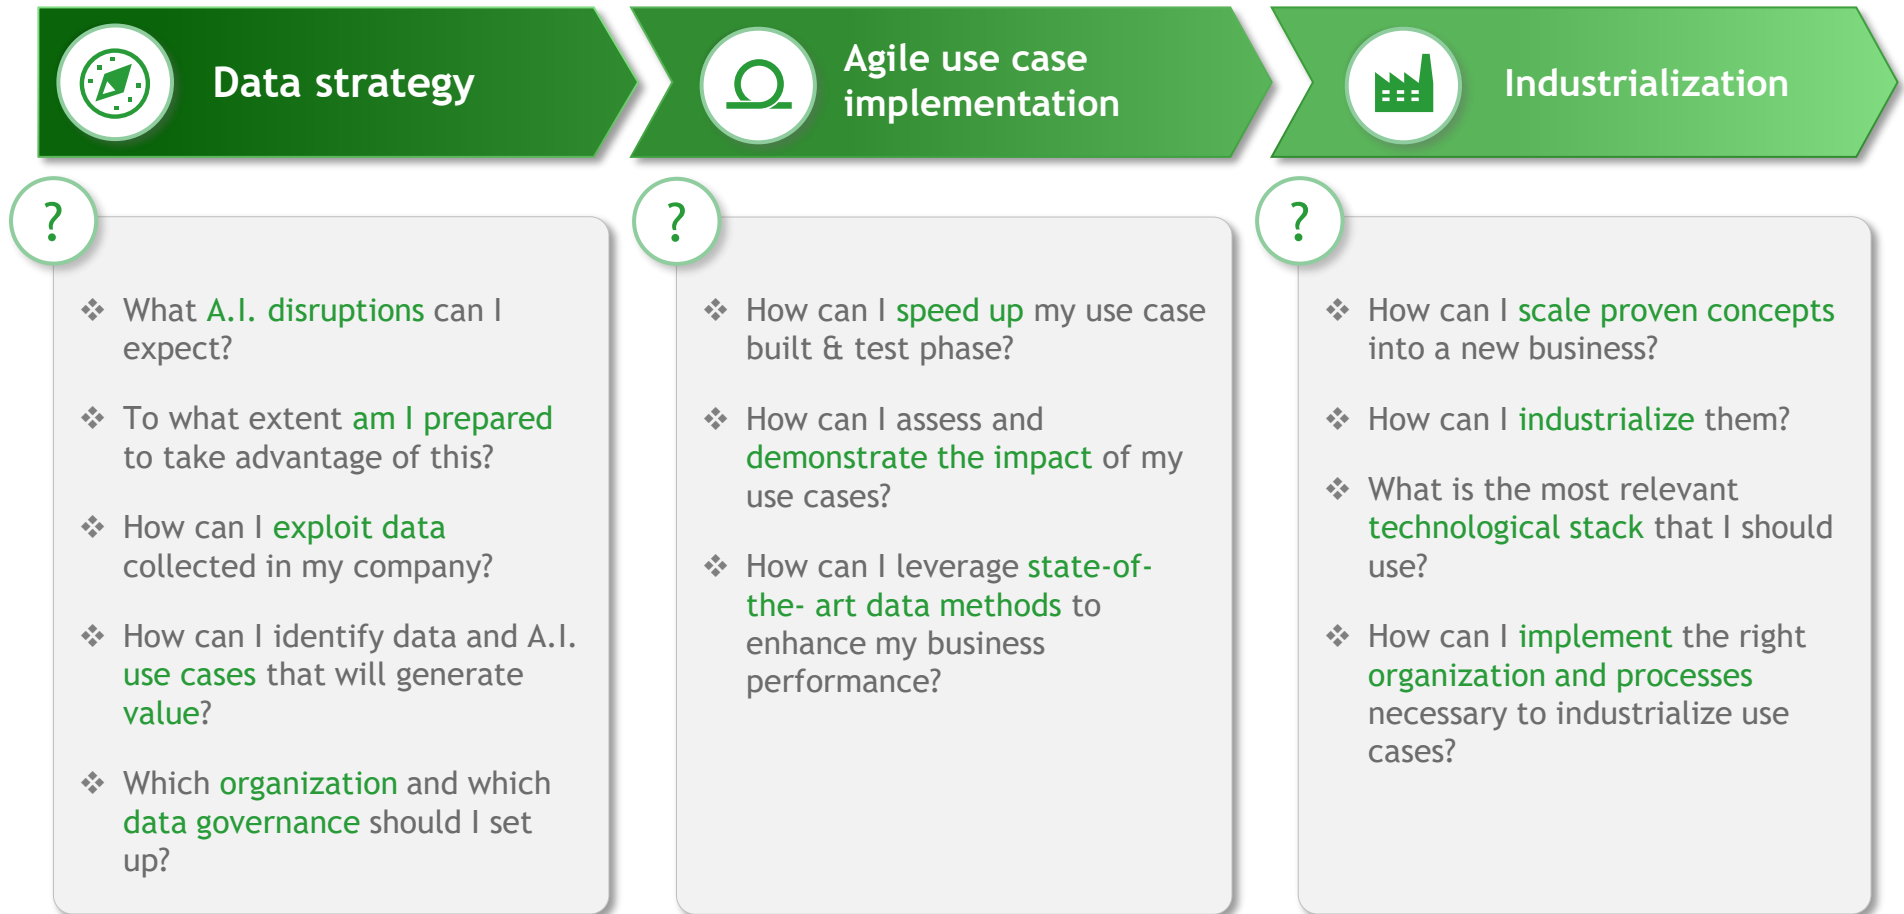 Data strategy
Agile use case
implementation
Industrialization
?
❖ What A.I. disruptions can I
expect?
❖ To what extent am I prepared
to take advantage of this?
❖ How can I exploit data
collected in my company?
❖ How can I identify data and A.I.
use cases that will generate
value?
❖ Which organization and which
data governance should I set
up?
?
❖ How can I speed up my use case
built & test phase?
❖ How can I assess and
demonstrate the impact of my
use cases?
❖ How can I leverage state-of-
the- art data methods to
enhance my business
performance?
?
❖ How can I scale proven concepts
into a new business?
❖ How can I industrialize them?
❖ What is the most relevant
technological stack that I should
use?
❖ How can I implement the right
organization and processes
necessary to industrialize use
cases?